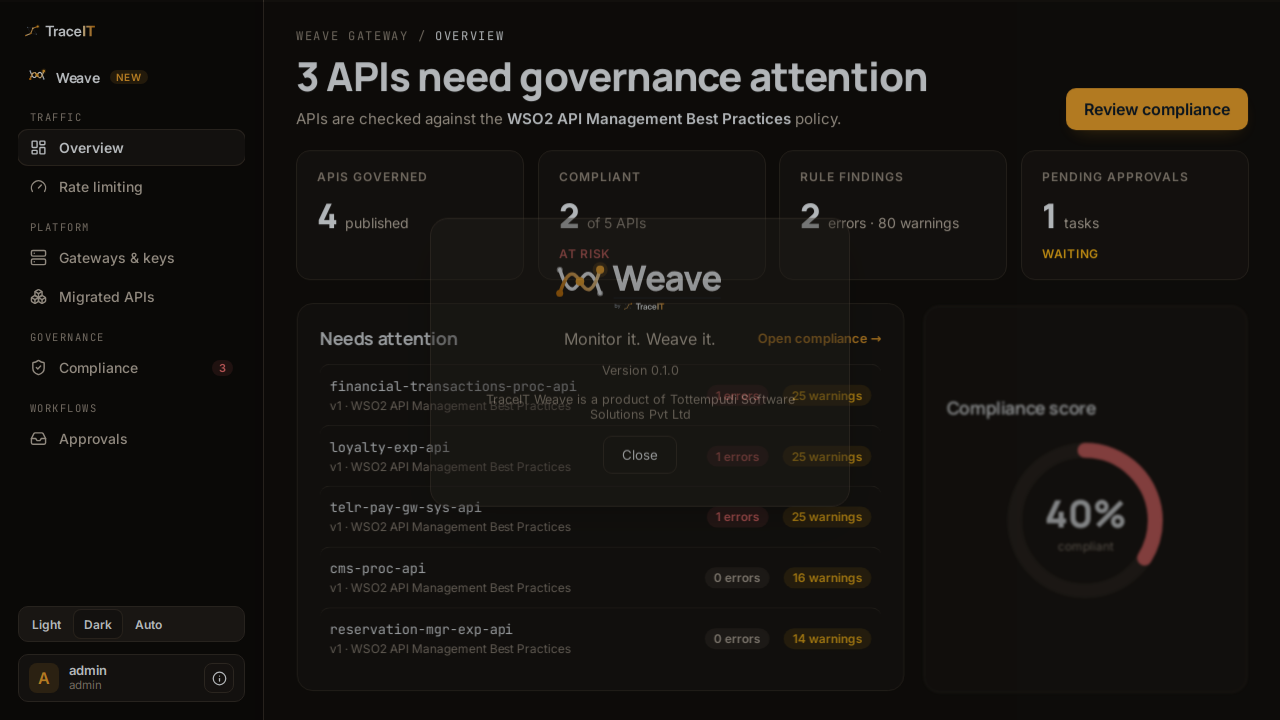 TraceIT
Weave NEW
TRAFFIC
Overview
Rate limiting
PLATFORM
Gateways & keys
Migrated APIs
GOVERNANCE
Compliance 3
WORKFLOWS
Approvals
Light Dark Auto
A
admin
admin
WEAVE GATEWAY / OVERVIEW
3 APIs need governance attention
APIs are checked against the WSO2 API Management Best Practices policy.
Review compliance
APIS GOVERNED
4 published
COMPLIANT
2 of 5 APIs
AT RISK
RULE FINDINGS
2 errors · 80 warnings
PENDING APPROVALS
1 tasks
WAITING
Weave
by TraceIT
Monitor it. Weave it.
Version 0.1.0
TraceIT Weave is a product of Tottempudi Software
Solutions Pvt Ltd
Close
Needs attention
Open compliance →
financial-transactions-proc-api
v1 · WSO2 API Management Best Practices
1 errors 25 warnings
loyalty-exp-api
v1 · WSO2 API Management Best Practices
1 errors 25 warnings
telr-pay-gw-sys-api
v1 · WSO2 API Management Best Practices
1 errors 25 warnings
cms-proc-api
v1 · WSO2 API Management Best Practices
0 errors 16 warnings
reservation-mgr-exp-api
v1 · WSO2 API Management Best Practices
0 errors 14 warnings
Compliance score
40%
compliant